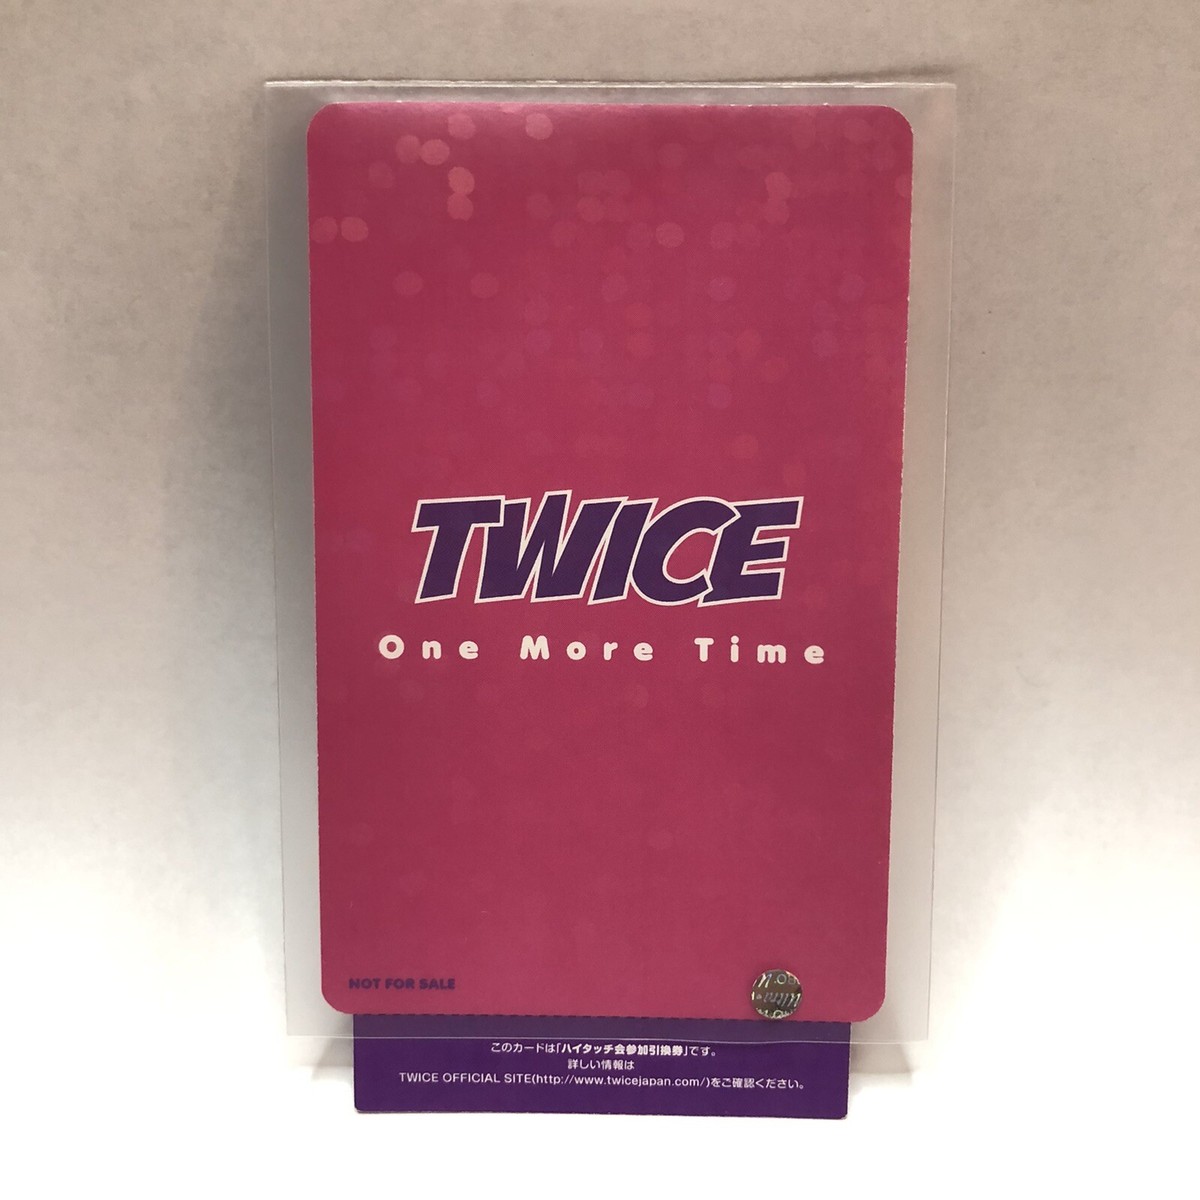 TWICE
One More Time
NOT FOR SALE
このカードは「ハイタッチ会参加引換券」です。
詳しい情報は
TWICE OFFICIAL SITE(http://www.twicejapan.com/)をご確認ください。